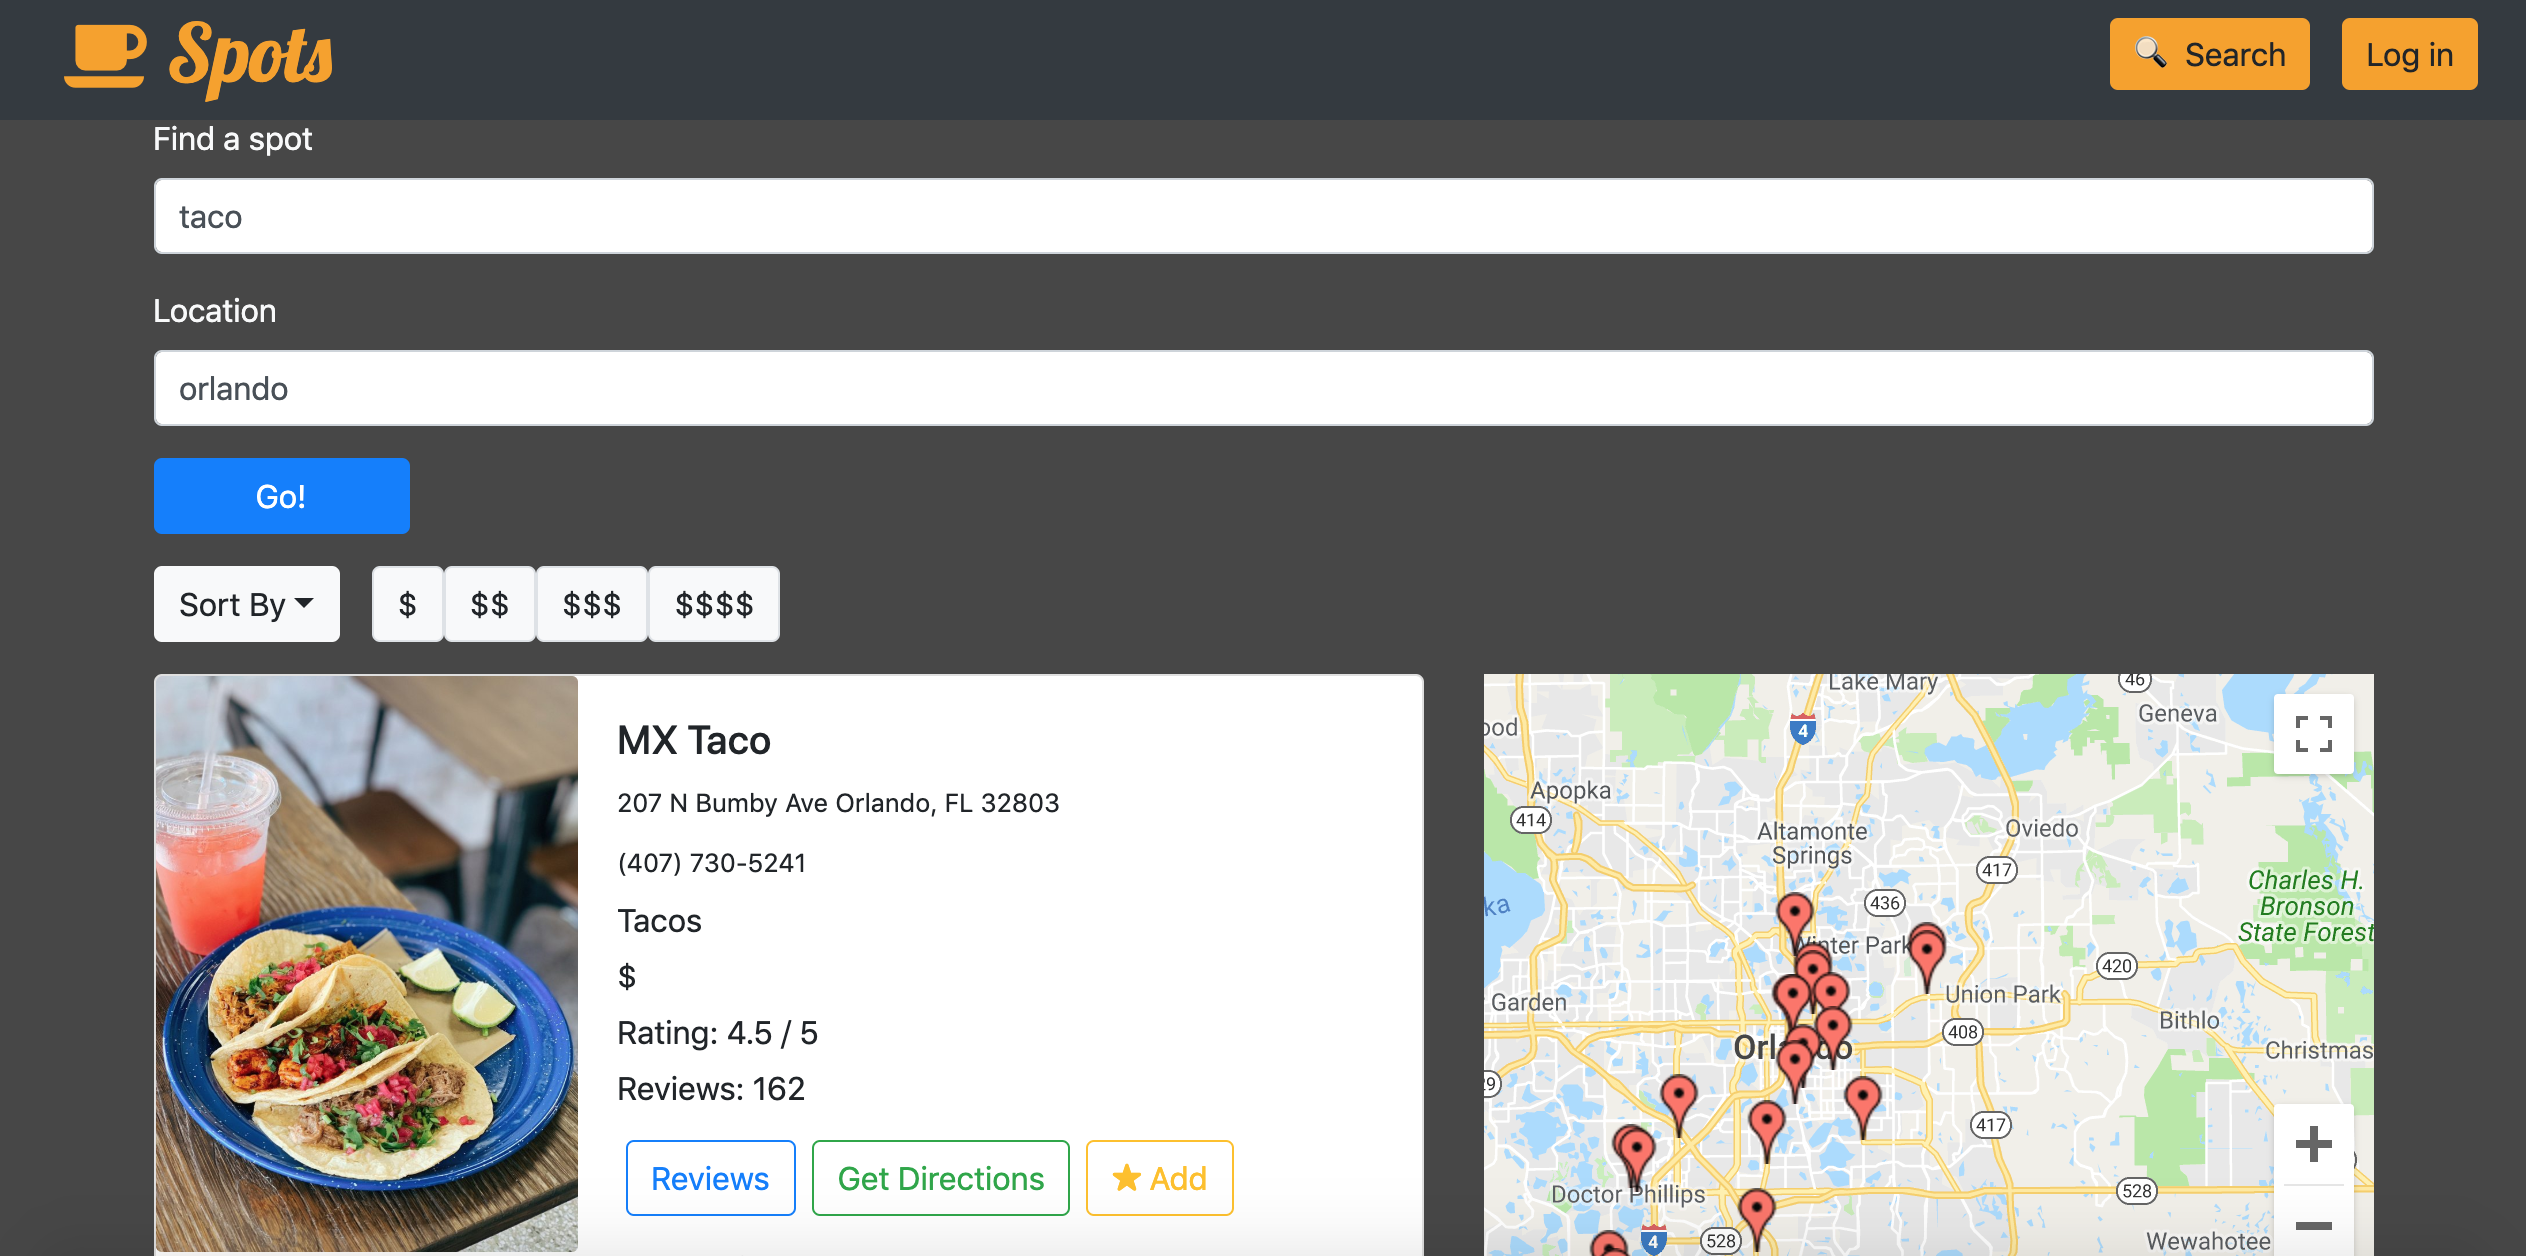 Spots
Search
Log in
Find a spot
taco
Location
orlando
Go!
Sort By
$
$$
$$$
$$$$
MX Taco
207 N Bumby Ave Orlando, FL 32803
(407) 730-5241
Tacos
$
Rating: 4.5 / 5
Reviews: 162
Reviews
Get Directions
Add
Lake Mary
46
Geneva
4
Apopka
414
Altamonte
Springs
Oviedo
417
Charles H.
Bronson
State Forest
436
Winter Park
420
Garden
Union Park
408
Bithlo
Orlando
Christmas
417
Doctor Phillips
528
4
528
Wewahotee